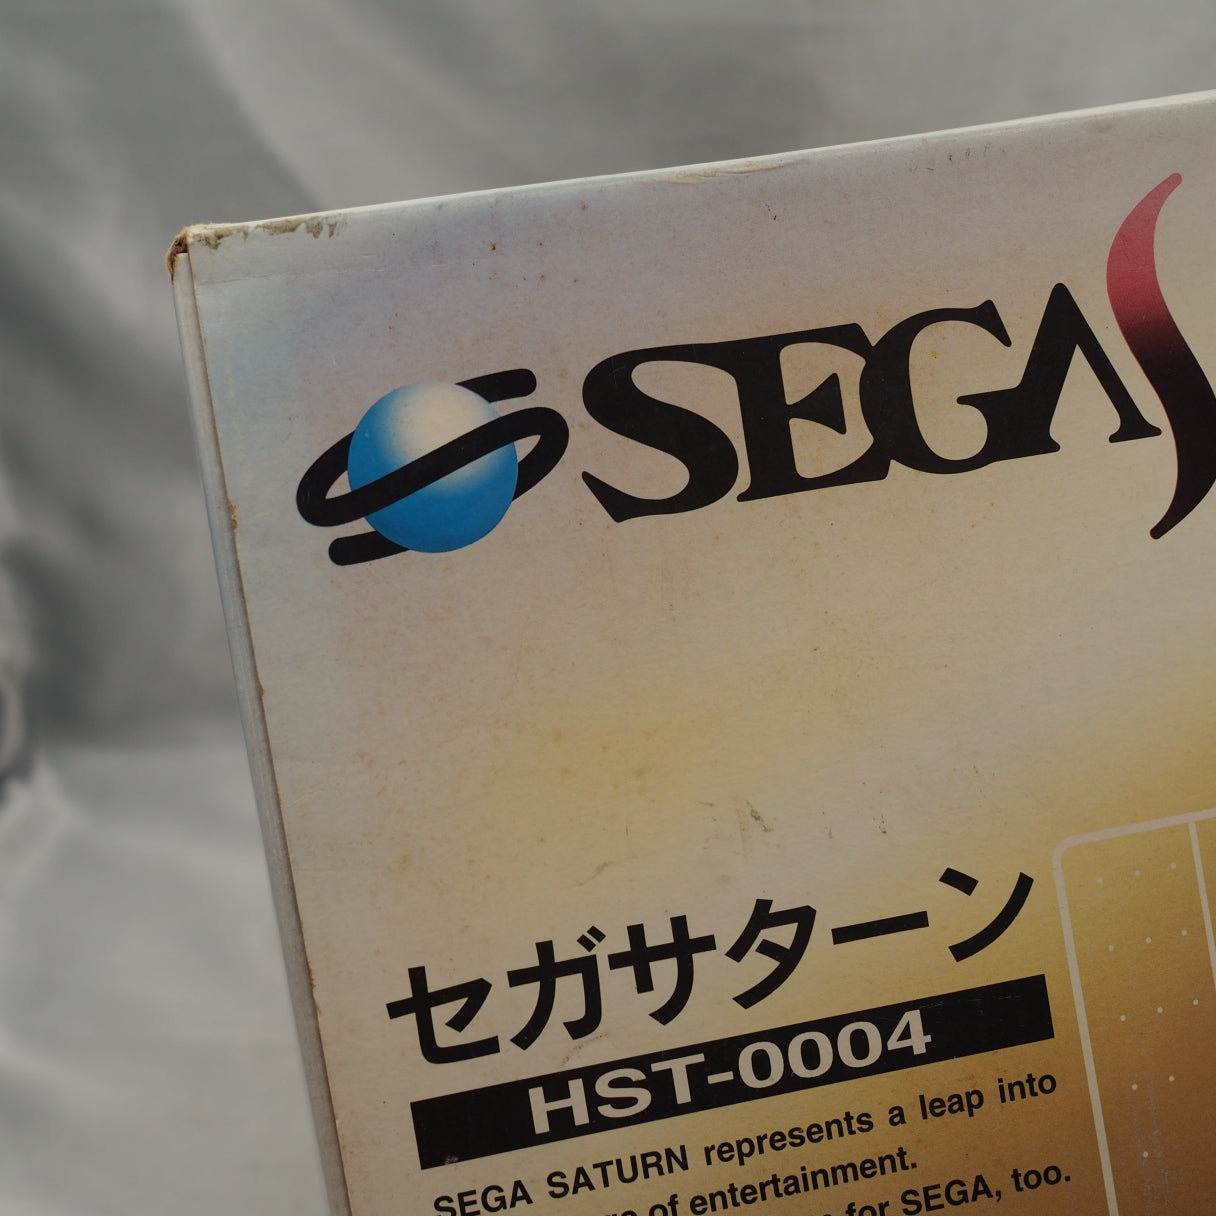 SEGA S
セガサターン
HST-0004
SEGA SATURN represents a leap into
of entertainment.
for SEGA, too.